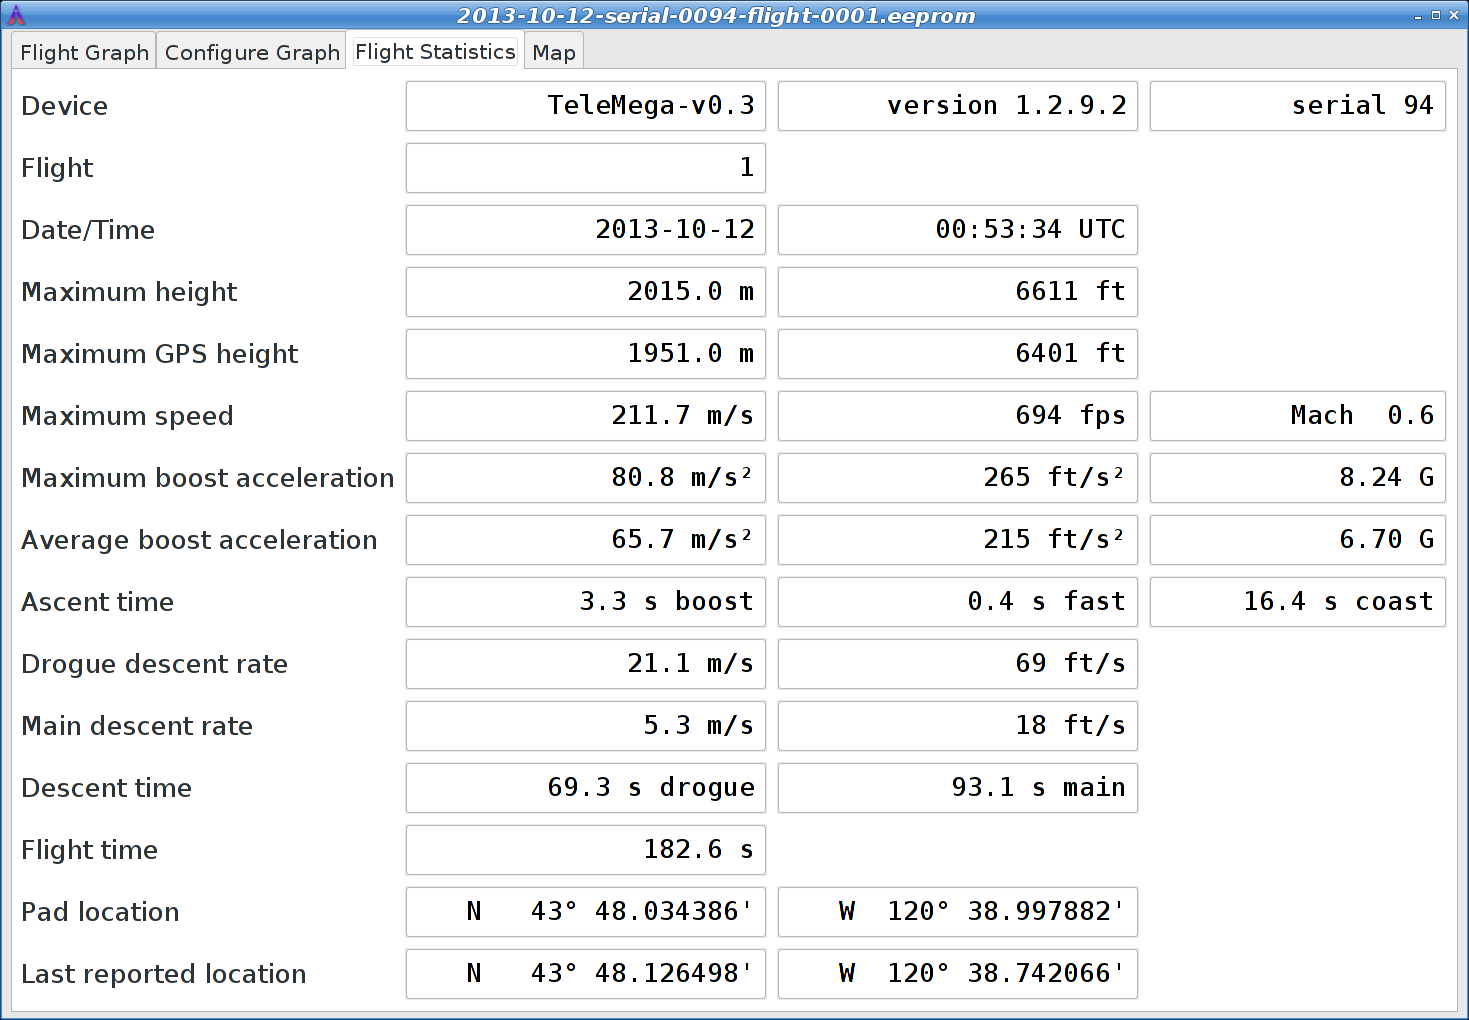 2013-10-12-serial-0094-flight-0001.eeprom
Flight Graph Configure Graph Flight Statistics Map
Device TeleMega-v0.3 version 1.2.9.2 serial 94
Flight 1
Date/Time 2013-10-12 00:53:34 UTC
Maximum height 2015.0 m 6611 ft
Maximum GPS height 1951.0 m 6401 ft
Maximum speed 211.7 m/s 694 fps Mach 0.6
Maximum boost acceleration 80.8 m/s² 265 ft/s² 8.24 G
Average boost acceleration 65.7 m/s² 215 ft/s² 6.70 G
Ascent time 3.3 s boost 0.4 s fast 16.4 s coast
Drogue descent rate 21.1 m/s 69 ft/s
Main descent rate 5.3 m/s 18 ft/s
Descent time 69.3 s drogue 93.1 s main
Flight time 182.6 s
Pad location N 43° 48.034386' W 120° 38.997882'
Last reported location N 43° 48.126498' W 120° 38.742066'